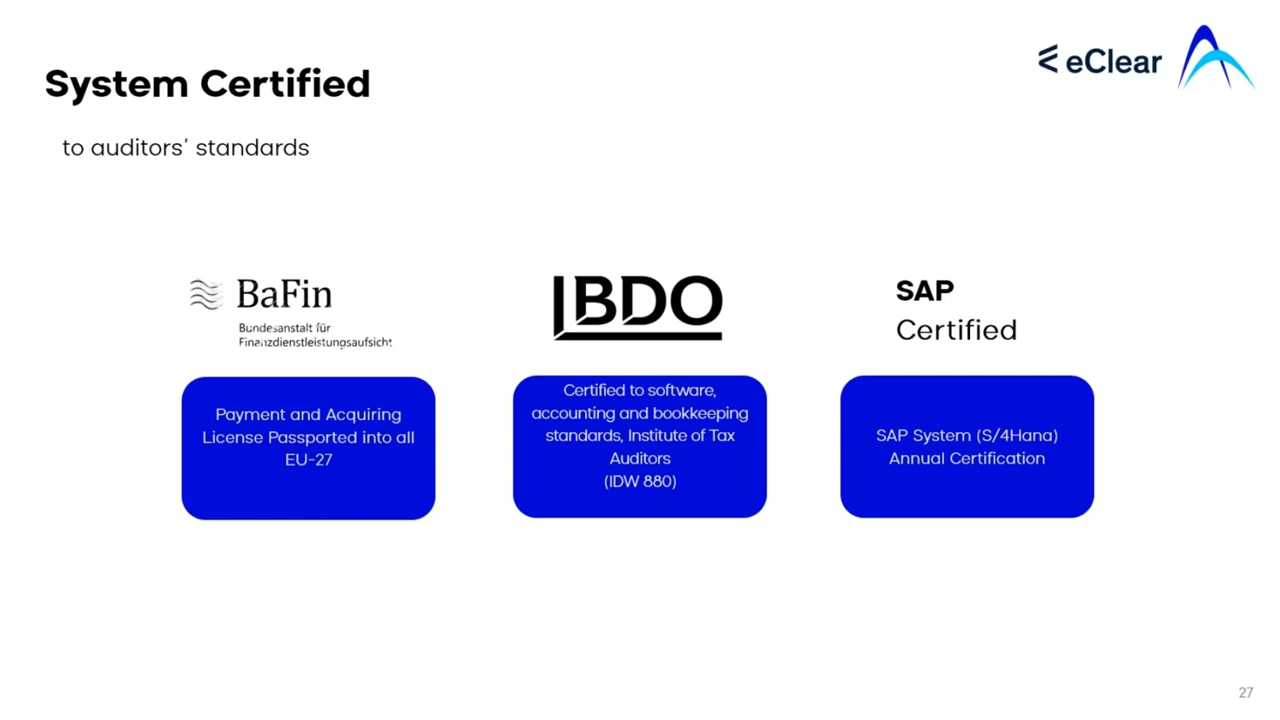 System Certified
eClear
to auditors' standards
BaFin
Bundesanstalt für
Finanzdienstleistungsaufsicht
BDO
SAP
Certified
Payment and Acquiring
License Passported into all
EU-27
Certified to software,
accounting and bookkeeping
standards, Institute of Tax
Auditors
(IDW 880)
SAP System (S/4Hana)
Annual Certification
27